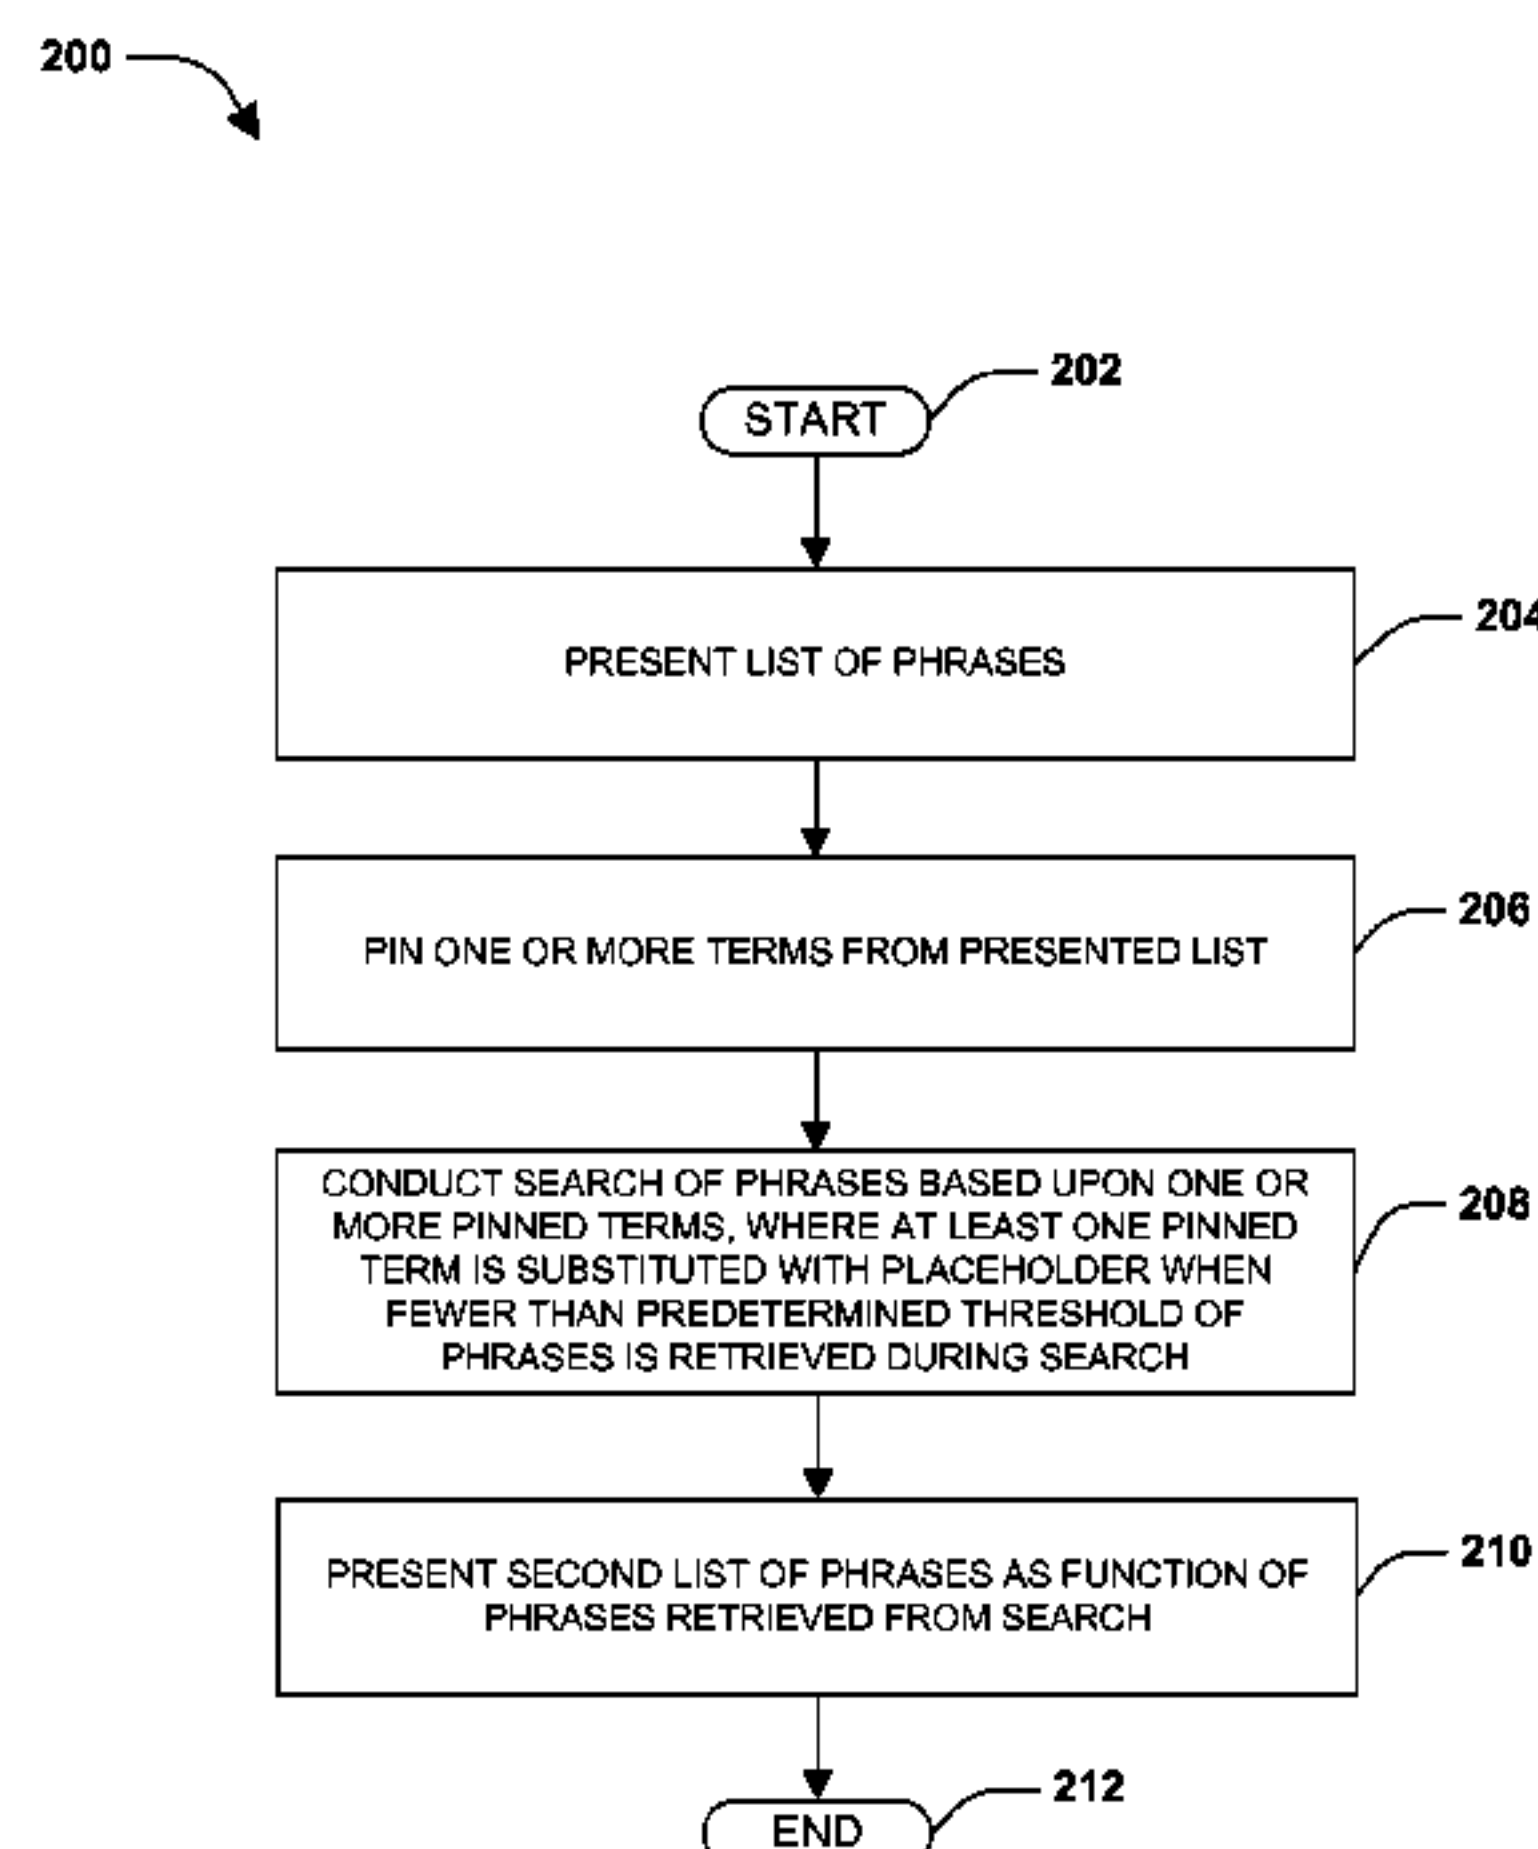 200
202
START
204
PRESENT LIST OF PHRASES
206
PIN ONE OR MORE TERMS FROM PRESENTED LIST
208
CONDUCT SEARCH OF PHRASES BASED UPON ONE OR
MORE PINNED TERMS, WHERE AT LEAST ONE PINNED
TERM IS SUBSTITUTED WITH PLACEHOLDER WHEN
FEWER THAN PREDETERMINED THRESHOLD OF
PHRASES IS RETRIEVED DURING SEARCH
210
PRESENT SECOND LIST OF PHRASES AS FUNCTION OF
PHRASES RETRIEVED FROM SEARCH
212
END